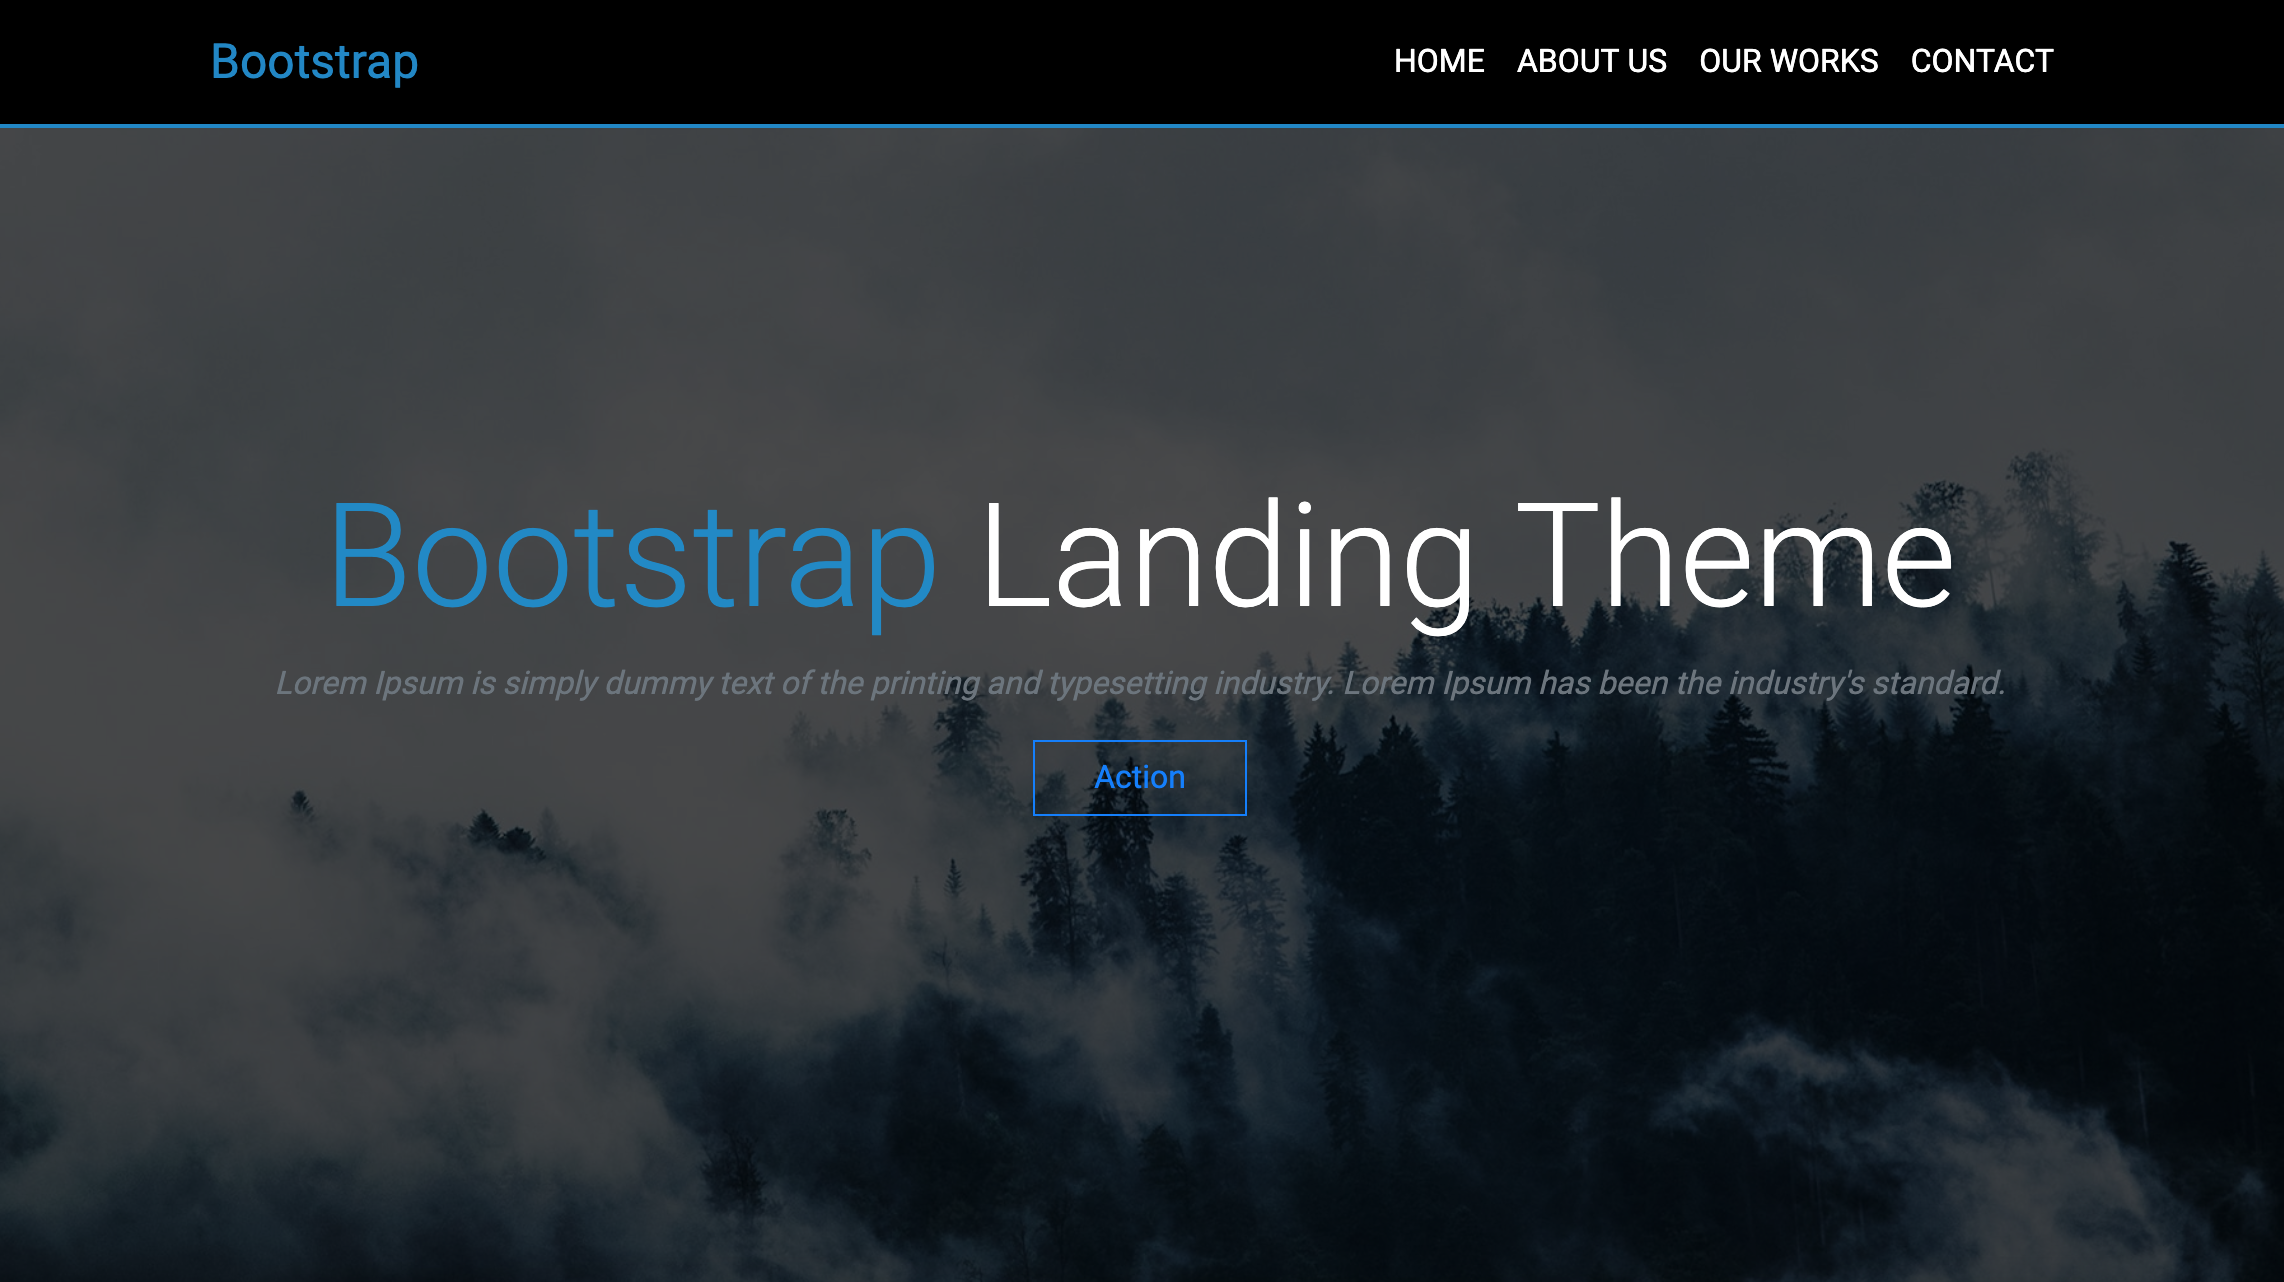 Bootstrap
HOME ABOUT US OUR WORKS CONTACT
Bootstrap Landing Theme
Lorem Ipsum is simply dummy text of the printing and typesetting industry. Lorem Ipsum has been the industry's standard.
Action